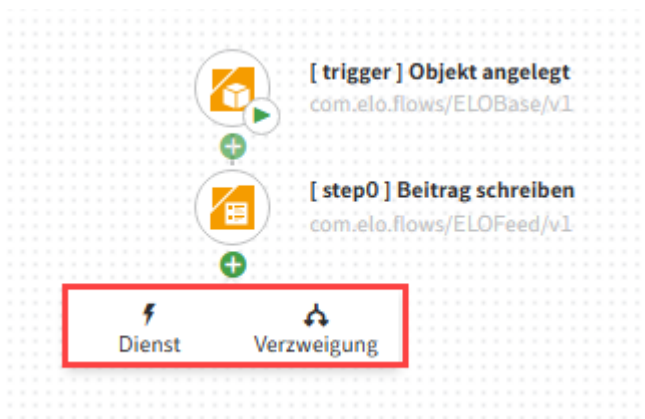 [ trigger ] Objekt angelegt
com.elo.flows/ELOBase/v1
[ step0 ] Beitrag schreiben
com.elo.flows/ELOFeed/v1
Dienst Verzweigung